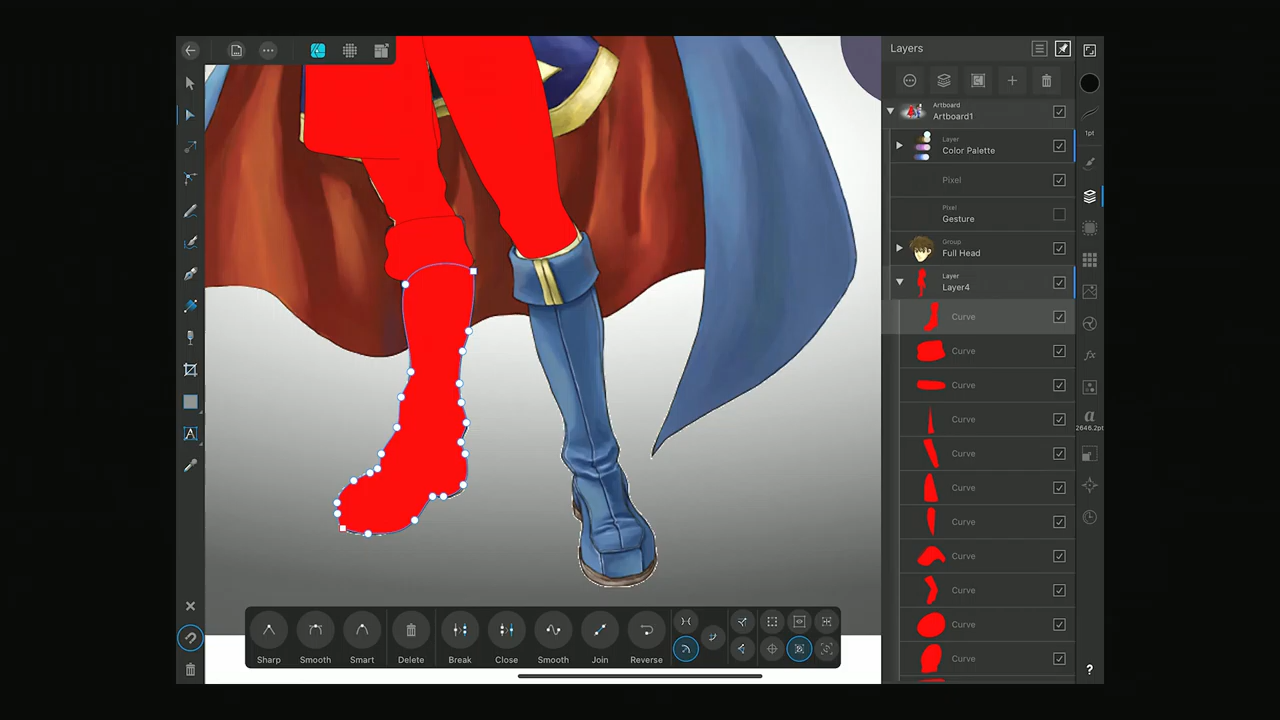 Layers
Artboard
Artboard1
1pt
Layer
Color Palette
Pixel
Pixel
Gesture
Group
Full Head
Layer
Layer4
Curve
Curve
fx
Curve
Curve
a
2646.2pt
Curve
Curve
Curve
Curve
Curve
Curve
Curve
A
Sharp
Smooth
Smart
Delete
Break
Close
Smooth
Join
Reverse
?